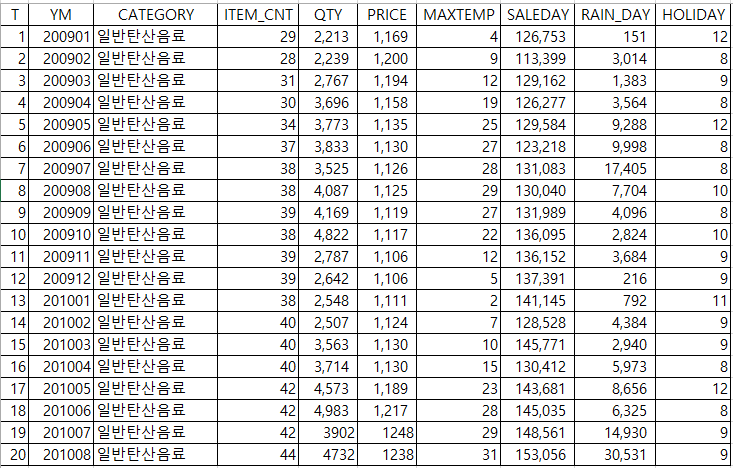 T YM CATEGORY ITEM_CNT QTY PRICE MAXTEMP SALEDAY RAIN_DAY HOLIDAY
1 200901 일반탄산음료 29 2,213 1,169 4 126,753 151 12
2 200902 일반탄산음료 28 2,239 1,200 9 113,399 3,014 8
3 200903 일반탄산음료 31 2,767 1,194 12 129,162 1,383 9
4 200904 일반탄산음료 30 3,696 1,158 19 126,277 3,564 8
5 200905 일반탄산음료 34 3,773 1,135 25 129,584 9,288 12
6 200906 일반탄산음료 37 3,833 1,130 27 123,218 9,998 8
7 200907 일반탄산음료 38 3,525 1,126 28 131,083 17,405 8
8 200908 일반탄산음료 38 4,087 1,125 29 130,040 7,704 10
9 200909 일반탄산음료 39 4,169 1,119 27 131,989 4,096 8
10 200910 일반탄산음료 38 4,822 1,117 22 136,095 2,824 10
11 200911 일반탄산음료 39 2,787 1,106 12 136,152 3,684 9
12 200912 일반탄산음료 39 2,642 1,106 5 137,391 216 9
13 201001 일반탄산음료 38 2,548 1,111 2 141,145 792 11
14 201002 일반탄산음료 40 2,507 1,124 7 128,528 4,384 9
15 201003 일반탄산음료 40 3,563 1,130 10 145,771 2,940 9
16 201004 일반탄산음료 40 3,714 1,130 15 130,412 5,973 8
17 201005 일반탄산음료 42 4,573 1,189 23 143,681 8,656 12
18 201006 일반탄산음료 42 4,983 1,217 28 145,035 6,325 8
19 201007 일반탄산음료 42 3902 1248 29 148,561 14,930 9
20 201008 일반탄산음료 44 4732 1238 31 153,056 30,531 9